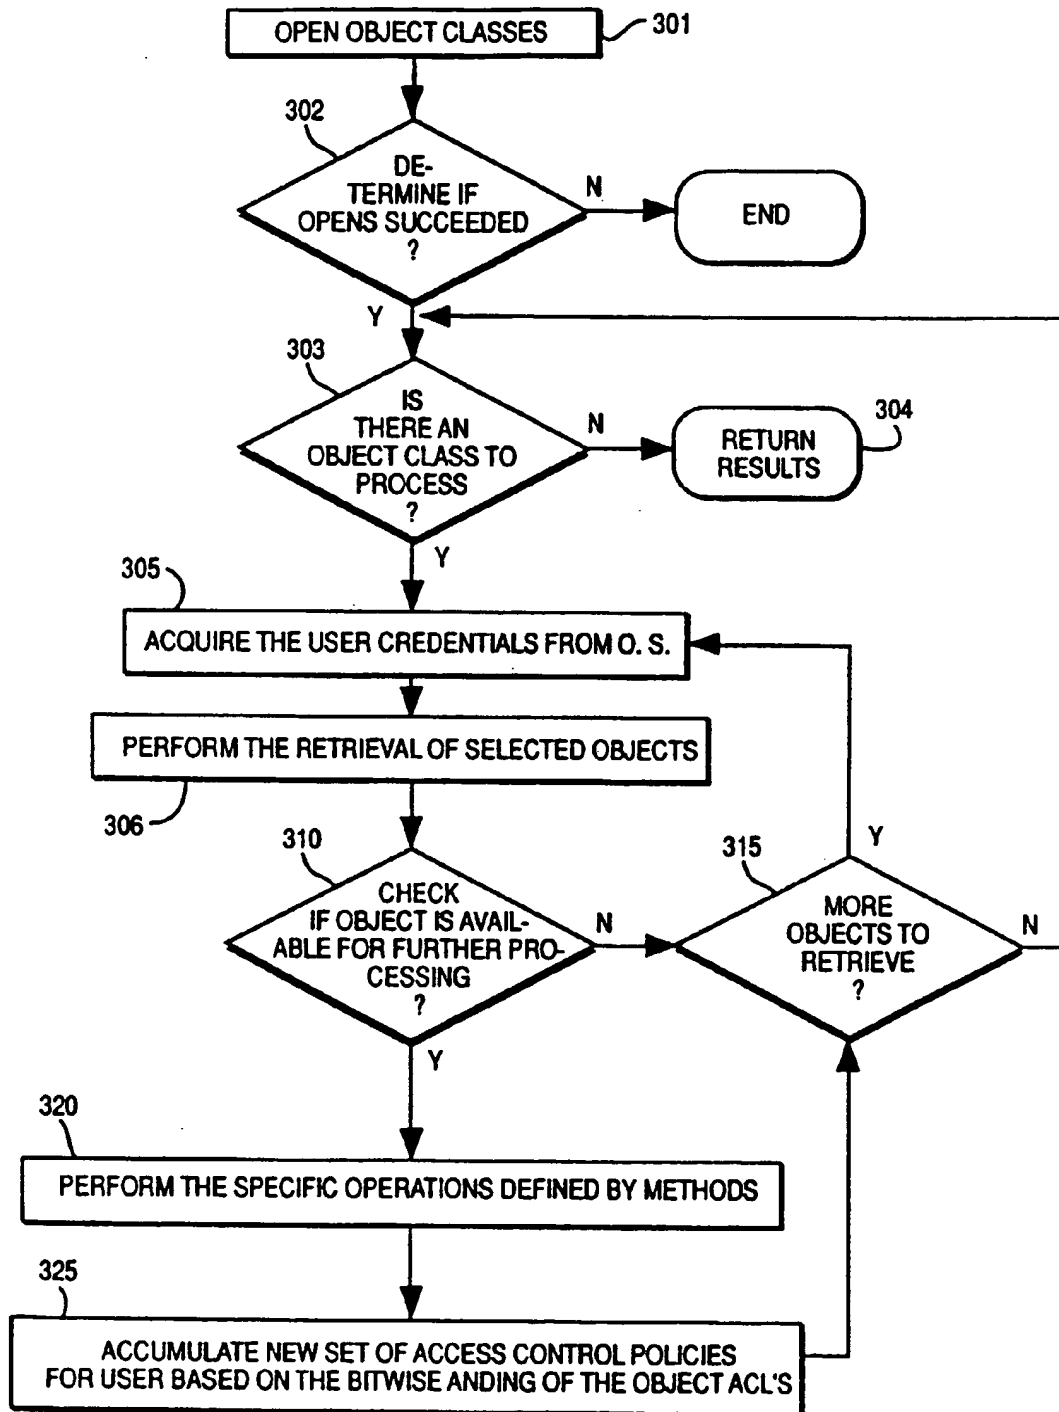 OPEN OBJECT CLASSES
301
302
DE-
TERMINE IF
OPENS SUCCEEDED
?
N
END
Y
303
IS
THERE AN
OBJECT CLASS TO
PROCESS
?
N
RETURN
RESULTS
304
Y
305
ACQUIRE THE USER CREDENTIALS FROM O. S.
PERFORM THE RETRIEVAL OF SELECTED OBJECTS
306
310
CHECK
IF OBJECT IS AVAIL-
ABLE FOR FURTHER PRO-
CESSING
?
N
Y
315
MORE
OBJECTS TO
RETRIEVE
?
Y
N
320
PERFORM THE SPECIFIC OPERATIONS DEFINED BY METHODS
325
ACCUMULATE NEW SET OF ACCESS CONTROL POLICIES
FOR USER BASED ON THE BITWISE ANDING OF THE OBJECT ACL'S